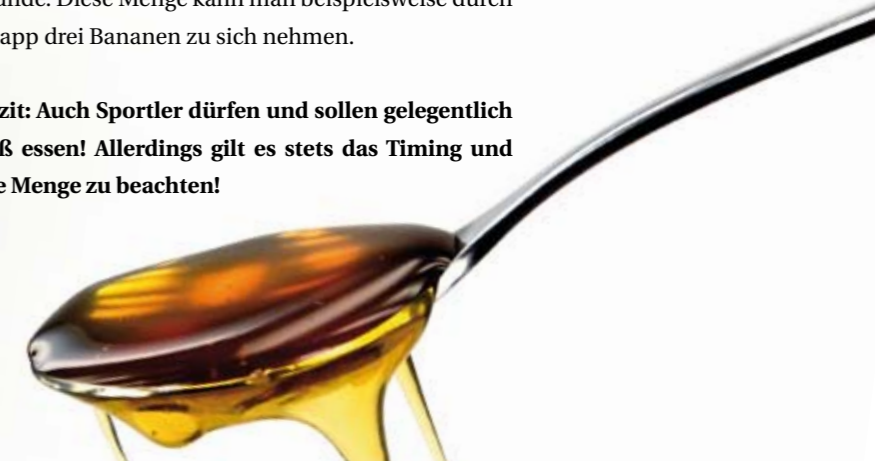 unde. Diese Menge kann man beispielsweise durch
app drei Bananen zu sich nehmen.
zit: Auch Sportler dürfen und sollen gelegentlich
ß essen! Allerdings gilt es stets das Timing und
e Menge zu beachten!